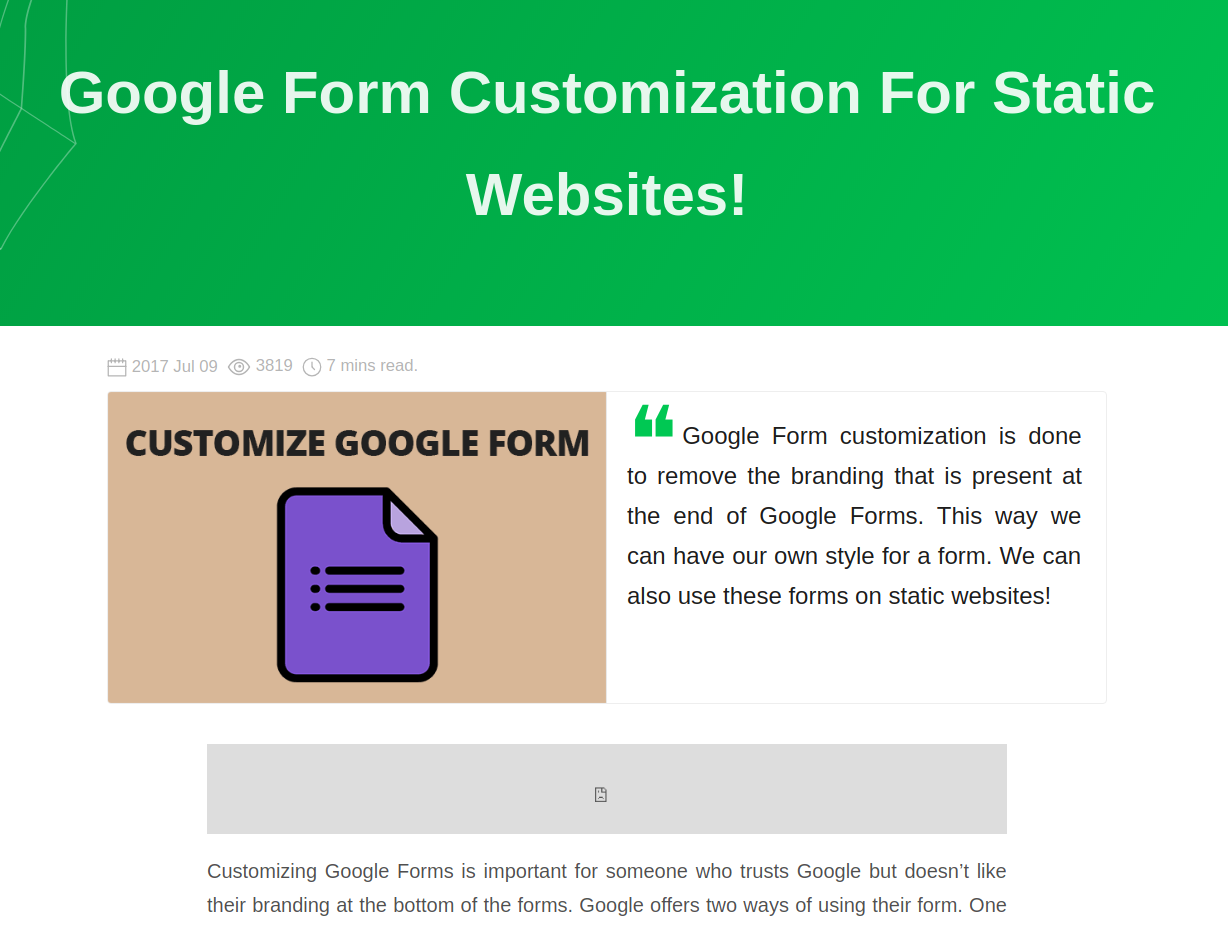 Google Form Customization For Static
Websites!
2017 Jul 09 3819 7 mins read.
CUSTOMIZE GOOGLE FORM
❝ Google Form customization is done
to remove the branding that is present at
the end of Google Forms. This way we
can have our own style for a form. We can
also use these forms on static websites!
Customizing Google Forms is important for someone who trusts Google but doesn’t like
their branding at the bottom of the forms. Google offers two ways of using their form. One